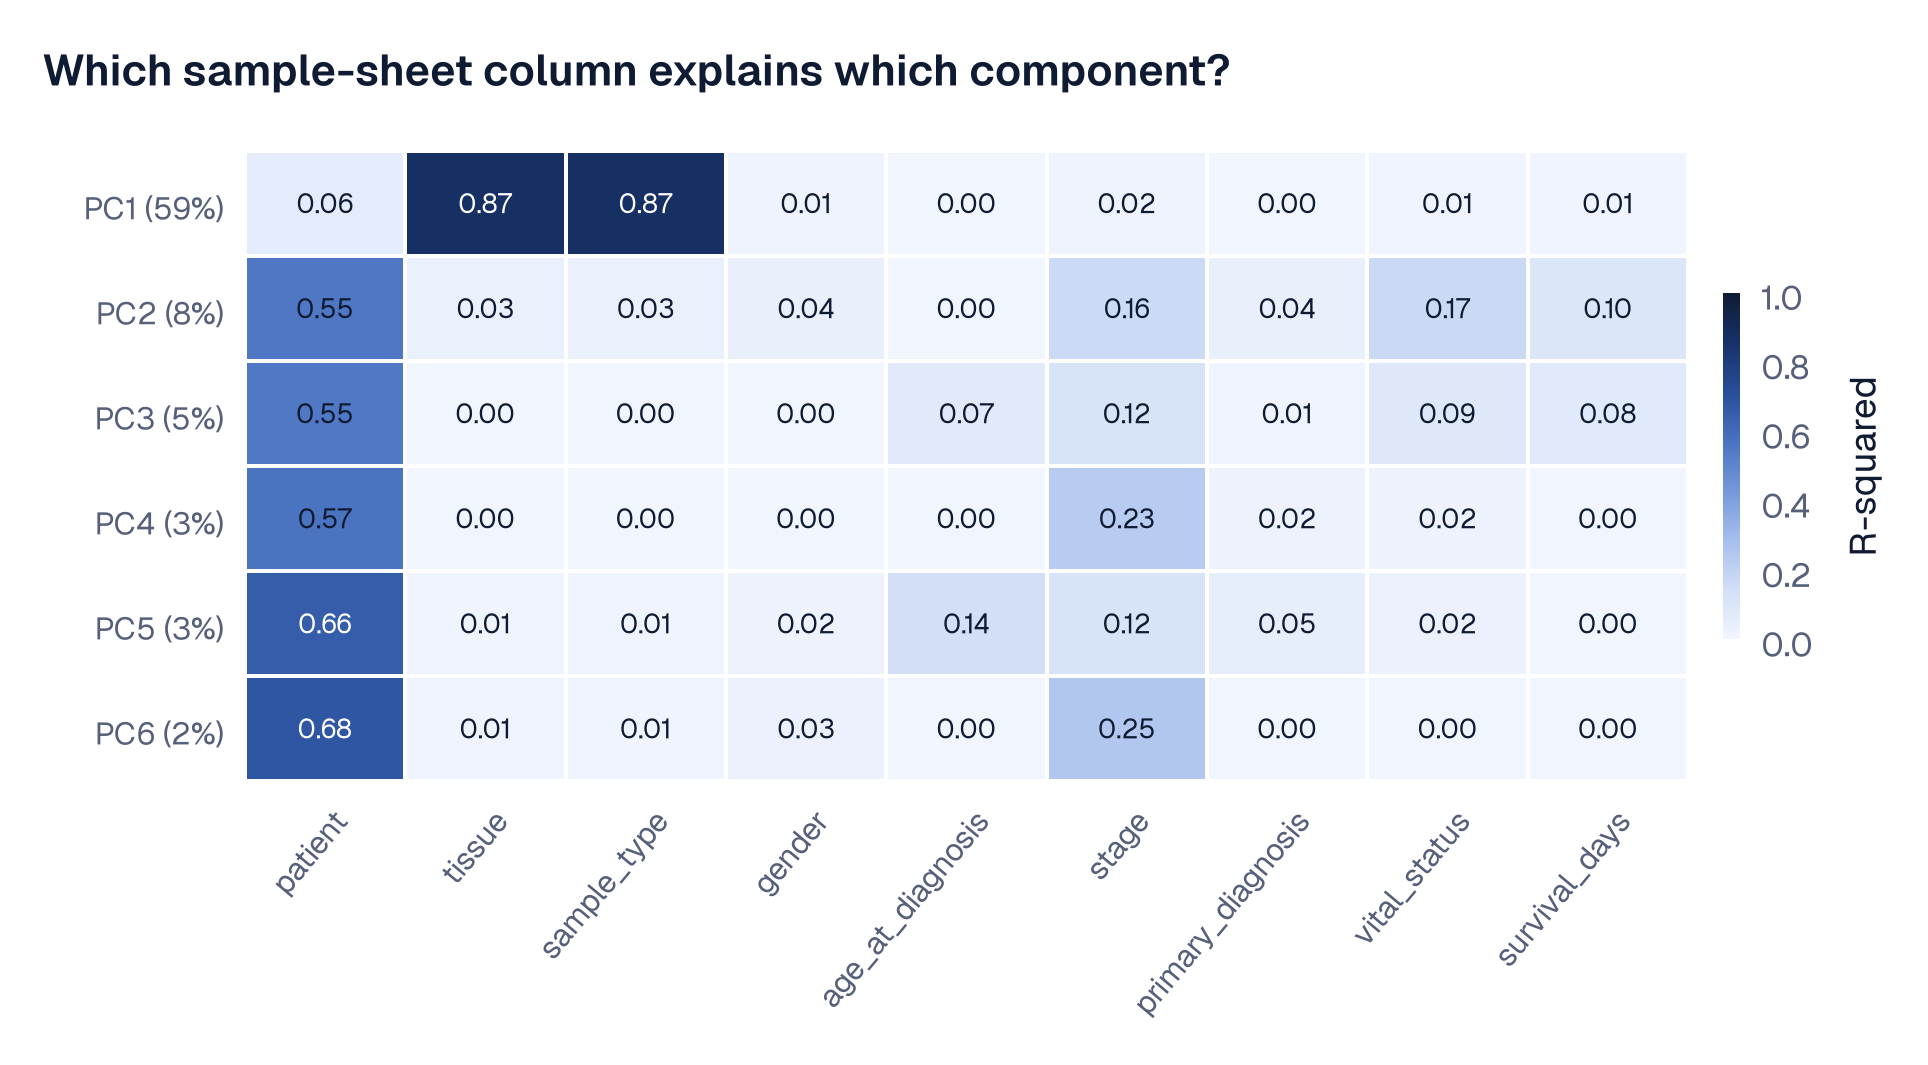 Which sample-sheet column explains which component?
PC1 (59%) 0.06 0.87 0.87 0.01 0.00 0.02 0.00 0.01 0.01
PC2 (8%) 0.55 0.03 0.03 0.04 0.00 0.16 0.04 0.17 0.10
PC3 (5%) 0.55 0.00 0.00 0.00 0.07 0.12 0.01 0.09 0.08
PC4 (3%) 0.57 0.00 0.00 0.00 0.00 0.23 0.02 0.02 0.00
PC5 (3%) 0.66 0.01 0.01 0.02 0.14 0.12 0.05 0.02 0.00
PC6 (2%) 0.68 0.01 0.01 0.03 0.00 0.25 0.00 0.00 0.00
patient tissue sample_type gender age_at_diagnosis stage primary_diagnosis vital_status survival_days
1.0
0.8
0.6
0.4
0.2
0.0
R-squared